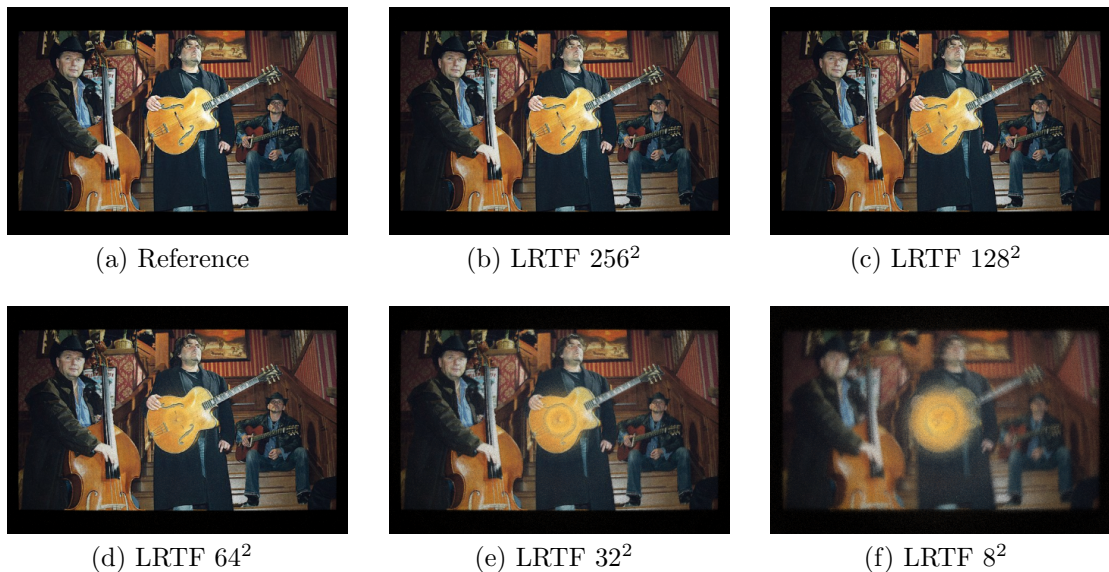 (a) Reference
(b) LRTF 256²
(c) LRTF 128²
(d) LRTF 64²
(e) LRTF 32²
(f) LRTF 8²